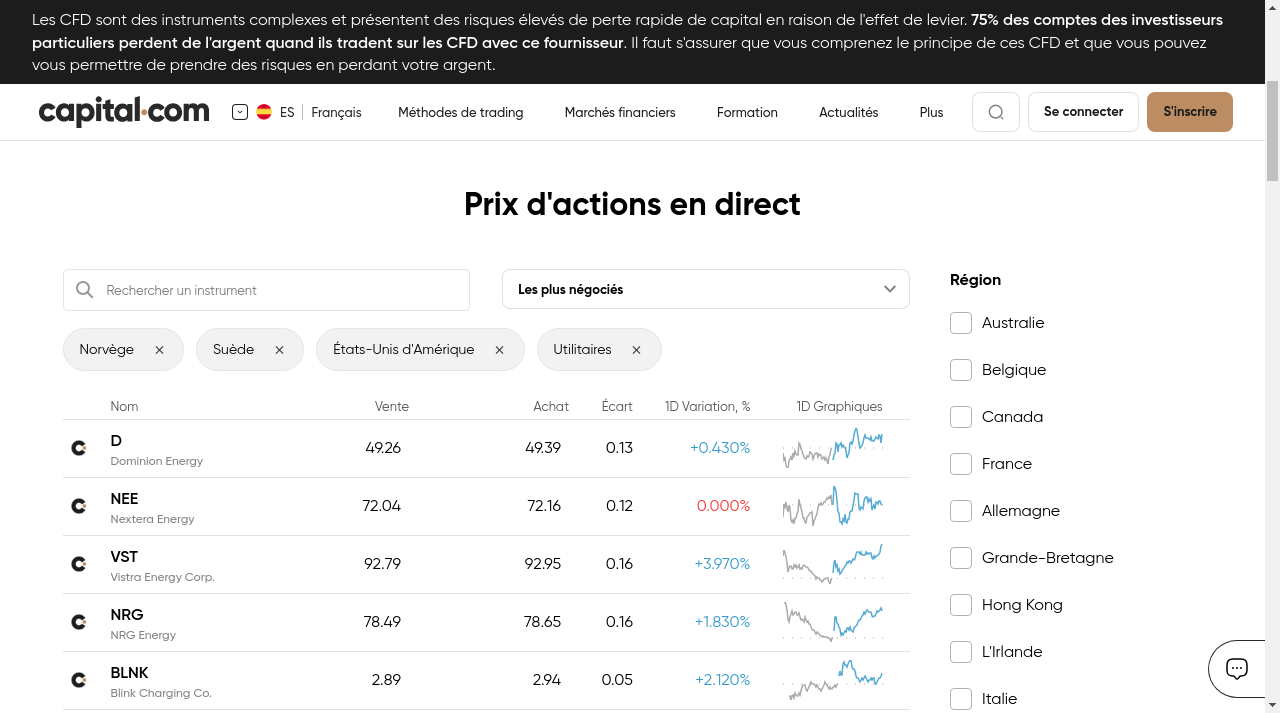 Les CFD sont des instruments complexes et présentent des risques élevés de perte rapide de capital en raison de l'effet de levier. 75% des comptes des investisseurs
particuliers perdent de l'argent quand ils tradent sur les CFD avec ce fournisseur. Il faut s'assurer que vous comprenez le principe de ces CFD et que vous pouvez
vous permettre de prendre des risques en perdant votre argent.
capital.com ES Français Méthodes de trading Marchés financiers Formation Actualités Plus Se connecter S'inscrire
Prix d'actions en direct
Rechercher un instrument Les plus négociés
Norvège × Suède × États-Unis d'Amérique × Utilitaires ×
Nom Vente Achat Écart 1D Variation, % 1D Graphiques
D 49.26 49.39 0.13 +0.430%
Dominion Energy
NEE 72.04 72.16 0.12 0.000%
Nextera Energy
VST 92.79 92.95 0.16 +3.970%
Vistra Energy Corp.
NRG 78.49 78.65 0.16 +1.830%
NRG Energy
BLNK 2.89 2.94 0.05 +2.120%
Blink Charging Co.
Région
Australie
Belgique
Canada
France
Allemagne
Grande-Bretagne
Hong Kong
L'Irlande
Italie